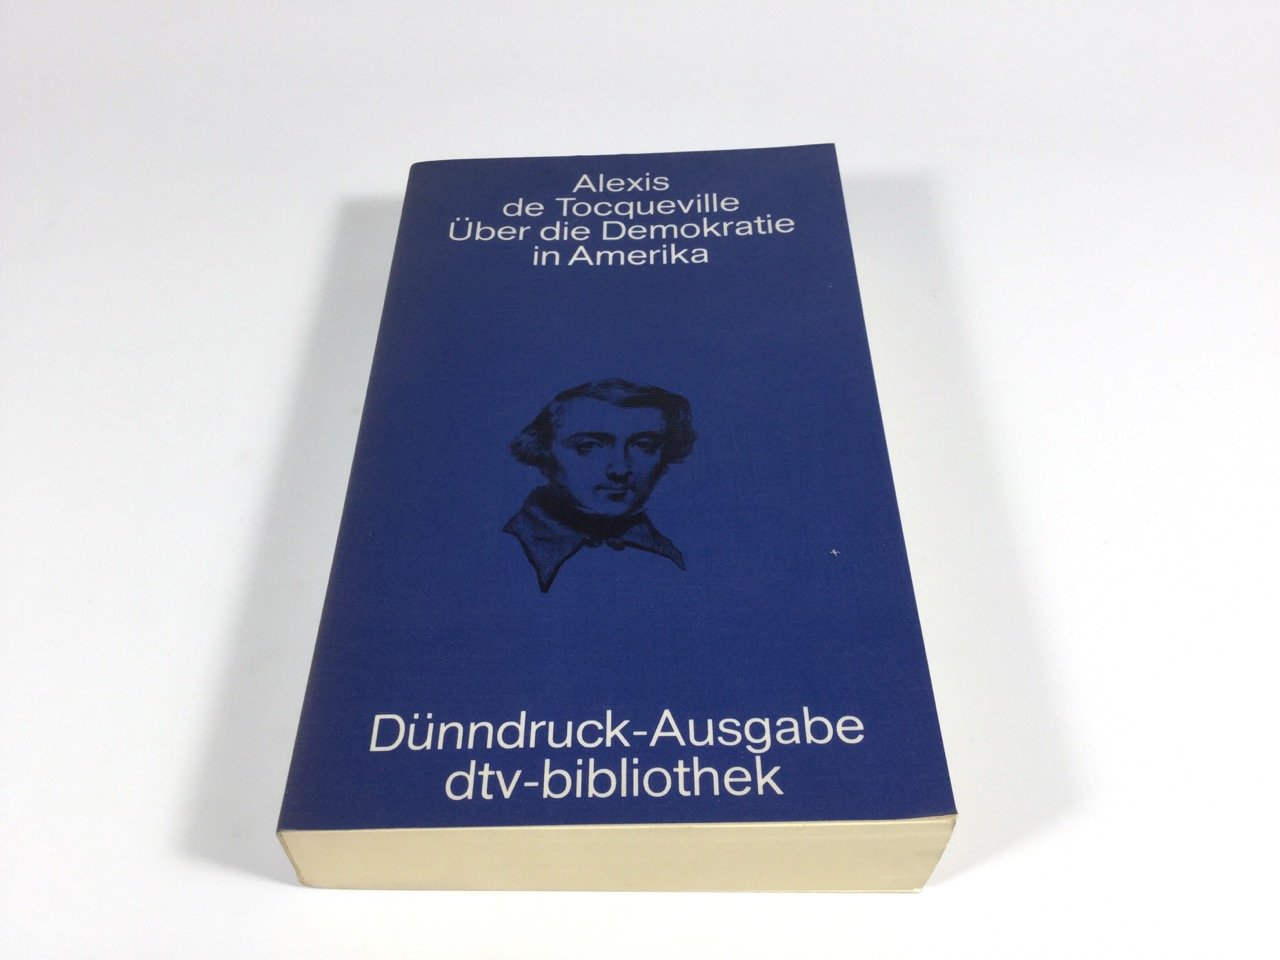 Alexis
de Tocqueville
Über die Demokratie
in Amerika
Dünndruck-Ausgabe
dtv-bibliothek